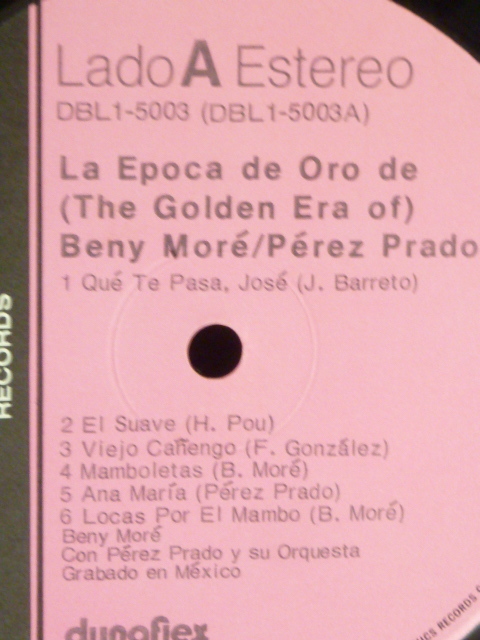 Lado A Estereo
DBL1-5003 (DBL1-5003A)
La Epoca de Oro de
(The Golden Era of)
Beny Moré/Pérez Prado
1 Qué Te Pasa, José (J. Barreto)
2 El Suave (H. Pou)
3 Viejo Cañengo (F. González)
4 Mamboletas (B. Moré)
5 Ana María (Pérez Prado)
6 Locas Por El Mambo (B. Moré)
Beny Moré
Con Pérez Prado y su Orquesta
Grabado en México
dynaflex
RECORDS
RECORDS